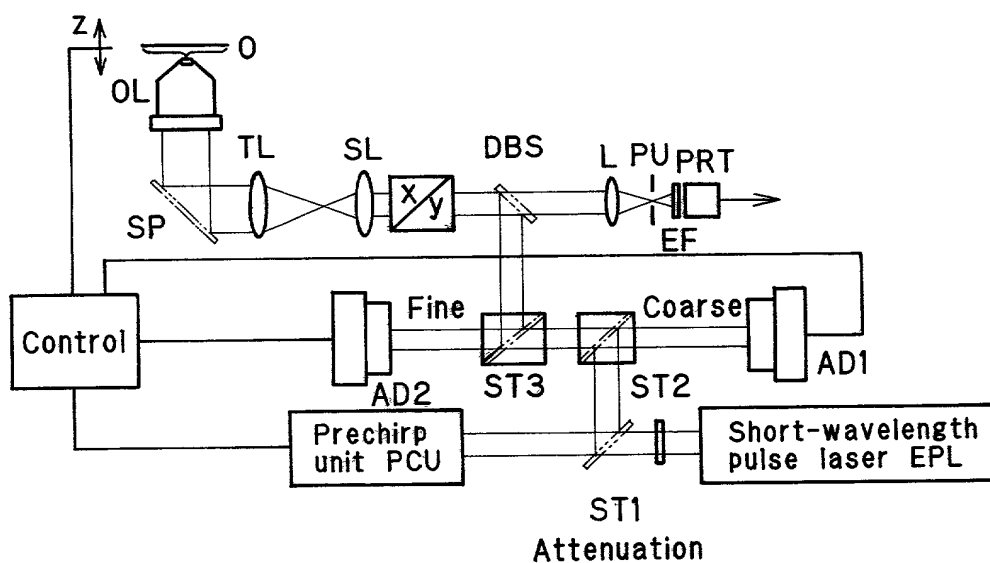 Z
O
OL
TL
SL
DBS
L
PU
PRT
x
y
SP
EF
Fine
Coarse
Control
AD1
ST3
ST2
AD2
Prechirp
unit PCU
Short-wavelength
pulse laser EPL
ST1
Attenuation